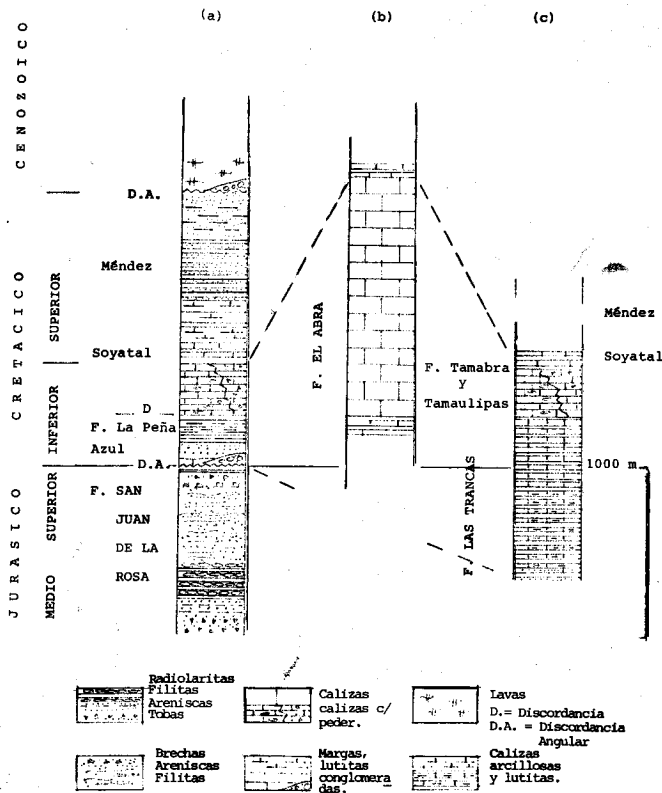 (a)
(b)
(c)
CENOZOICO
CRETACICO
JURASICO
SUPERIOR
INFERIOR
SUPERIOR
MEDIO
D.A.
Méndez
Soyatal
D
F. La Peña
Azul
D.A.
F. SAN
JUAN
DE LA
ROSA
F. EL ABRA
F. Tamabra
Y
Tamaulipas
F. LAS TRANCAS
Méndez
Soyatal
1000 m
Radiolaritas
Filitas
Areniscas
Tobas
Calizas
calizas c/
peder.
Lavas
D.= Discordancia
D.A. = Discordancia
Angular
Brechas
Areniscas
Filitas
Margas,
lutitas
conglomera
das.
Calizas
arcillosas
y lutitas.